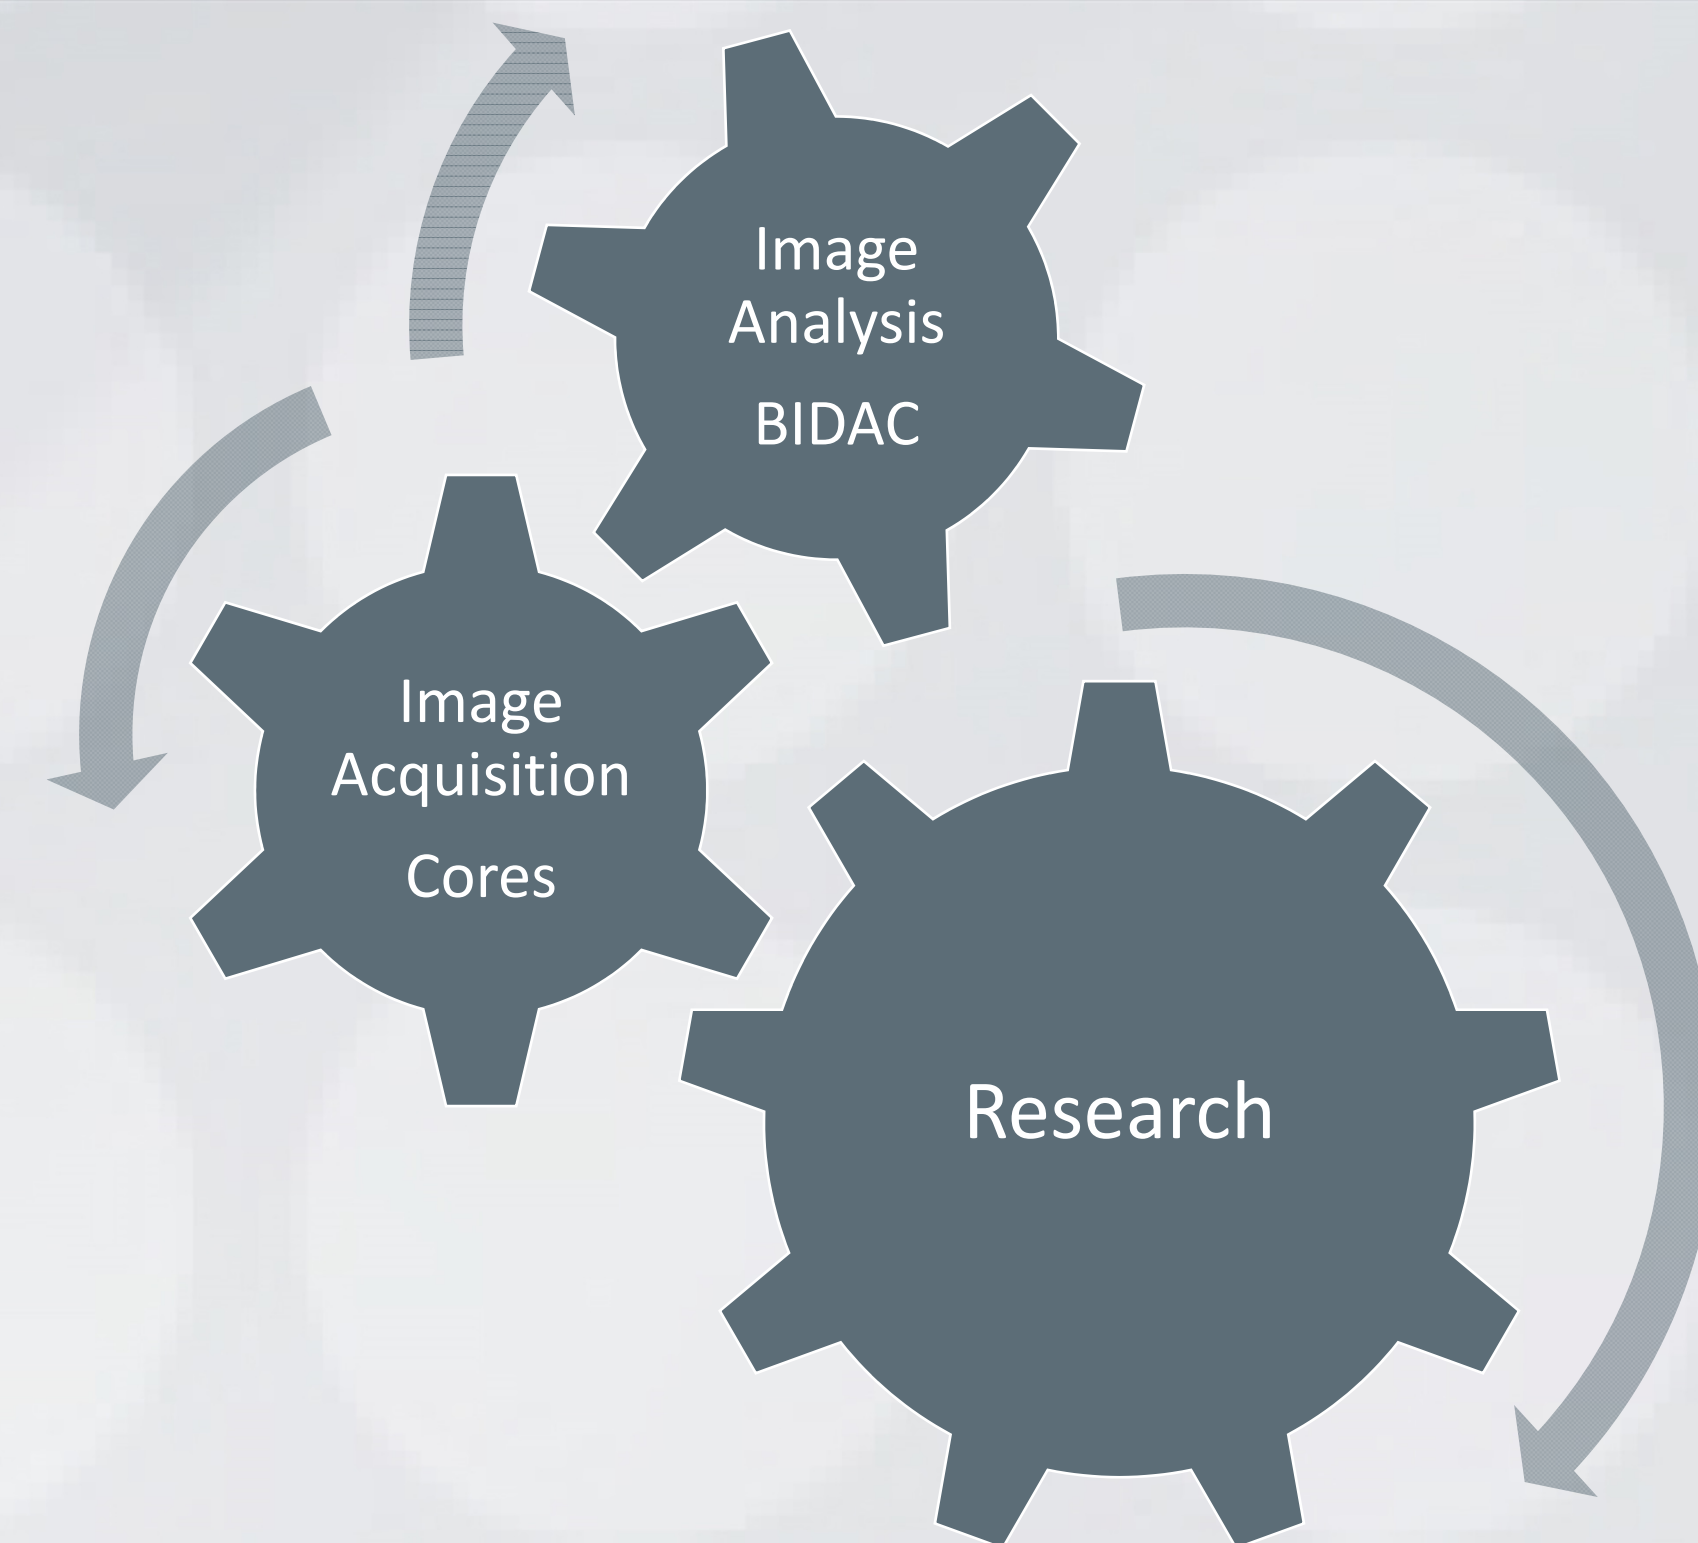 Image
Analysis
BIDAC
Image
Acquisition
Cores
Research